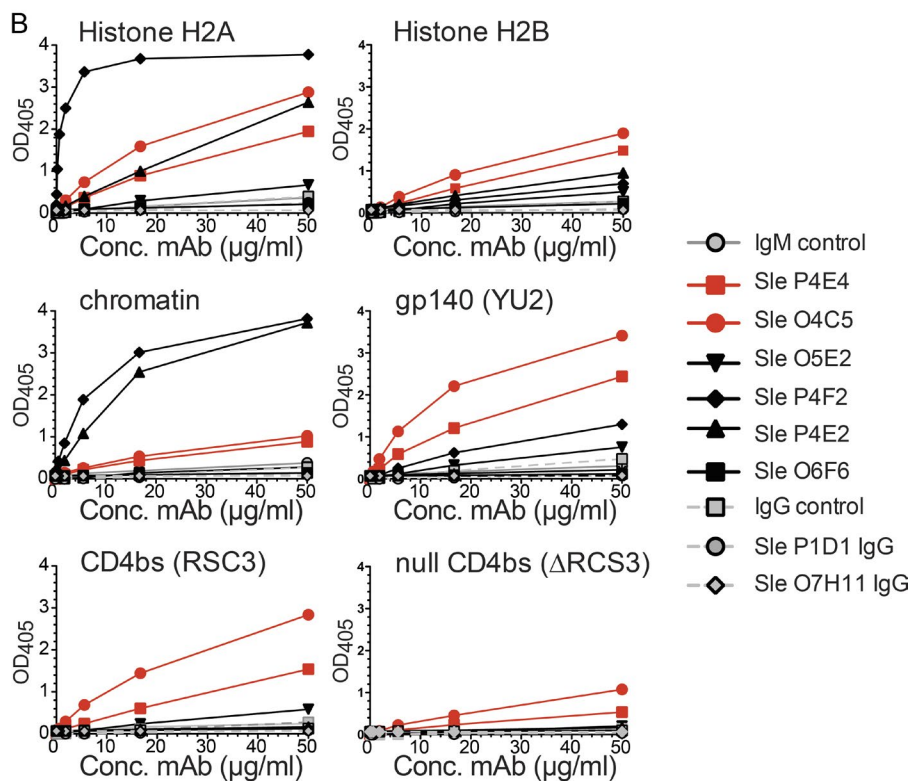 B
Histone H2A
4
3
2
1
0
OD405
0 10 20 30 40 50
Conc. mAb (µg/ml)
Histone H2B
4
3
2
1
0
0 10 20 30 40 50
Conc. mAb (µg/ml)
chromatin
4
3
2
1
0
OD405
0 10 20 30 40 50
Conc. mAb (µg/ml)
gp140 (YU2)
4
3
2
1
0
OD405
0 10 20 30 40 50
Conc. mAb (µg/ml)
CD4bs (RSC3)
4
3
2
1
0
OD405
0 10 20 30 40 50
Conc. mAb (µg/ml)
null CD4bs (ΔRCS3)
4
3
2
1
0
OD405
0 10 20 30 40 50
Conc. mAb (µg/ml)
IgM control
Sle P4E4
Sle O4C5
Sle O5E2
Sle P4F2
Sle P4E2
Sle O6F6
IgG control
Sle P1D1 IgG
Sle O7H11 IgG